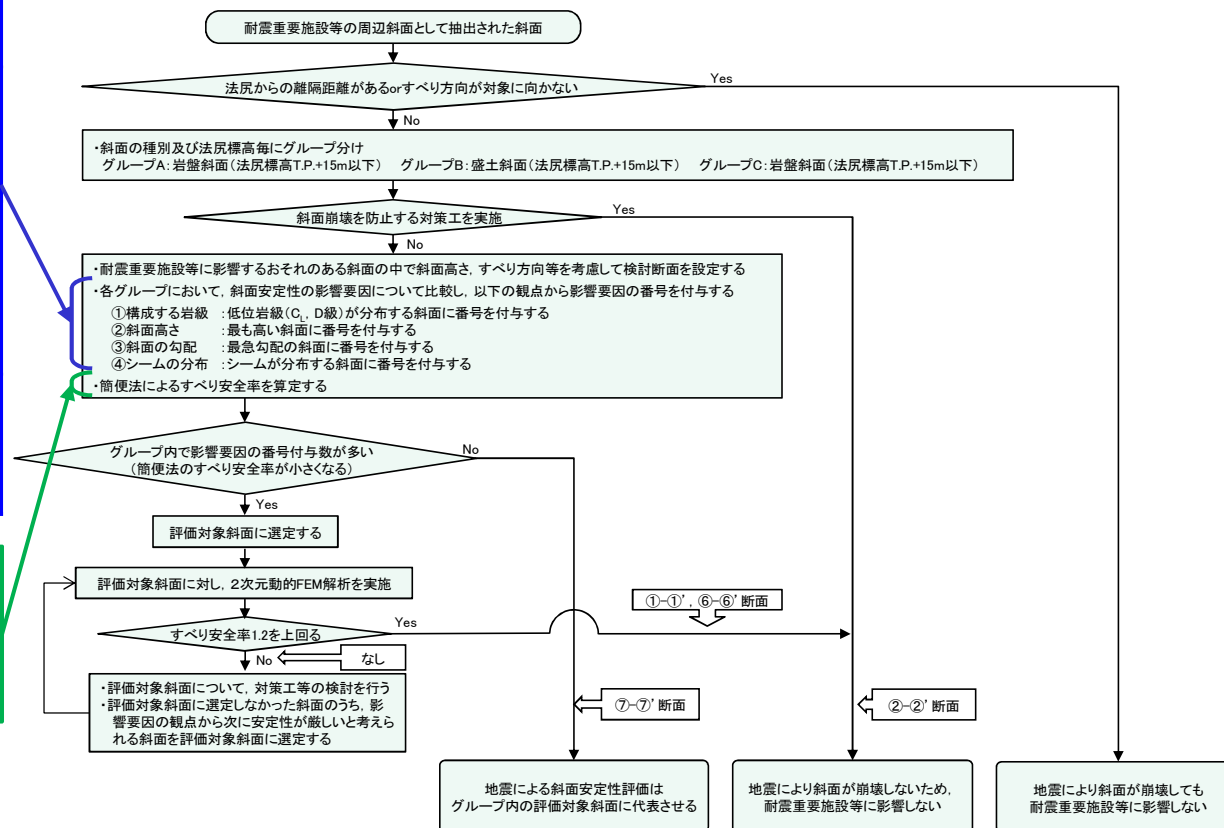 耐震重要施設等の周辺斜面として抽出された斜面
法尻からの離隔距離があるorすべり方向が対象に向かない
Yes
No
・斜面の種別及び法尻標高毎にグループ分け
グループA：岩盤斜面（法尻標高T.P.+15m以下） グループB：盛土斜面（法尻標高T.P.+15m以下） グループC：岩盤斜面（法尻標高T.P.+15m以下）
斜面崩壊を防止する対策工を実施
Yes
No
・耐震重要施設等に影響するおそれのある斜面の中で斜面高さ，すべり方向等を考慮して検討断面を設定する
・各グループにおいて，斜面安定性の影響要因について比較し，以下の観点から影響要因の番号を付与する
①構成する岩級 ：低位岩級（CL，D級）が分布する斜面に番号を付与する
②斜面高さ ：最も高い斜面に番号を付与する
③斜面の勾配 ：最急勾配の斜面に番号を付与する
④シームの分布 ：シームが分布する斜面に番号を付与する
・簡便法によるすべり安全率を算定する
グループ内で影響要因の番号付与数が多い
（簡便法のすべり安全率が小さくなる）
No
Yes
評価対象斜面に選定する
評価対象斜面に対し，２次元動的FEM解析を実施
①-①’，⑥-⑥’断面
すべり安全率1.2を上回る
Yes
No
なし
・評価対象斜面について，対策工等の検討を行う
・評価対象斜面に選定しなかった斜面のうち，影
響要因の観点から次に安定性が厳しいと考えら
れる斜面を評価対象斜面に選定する
⑦-⑦’断面
②-②’断面
地震による斜面安定性評価は
グループ内の評価対象斜面に代表させる
地震により斜面が崩壊しないため，
耐震重要施設等に影響しない
地震により斜面が崩壊しても
耐震重要施設等に影響しない